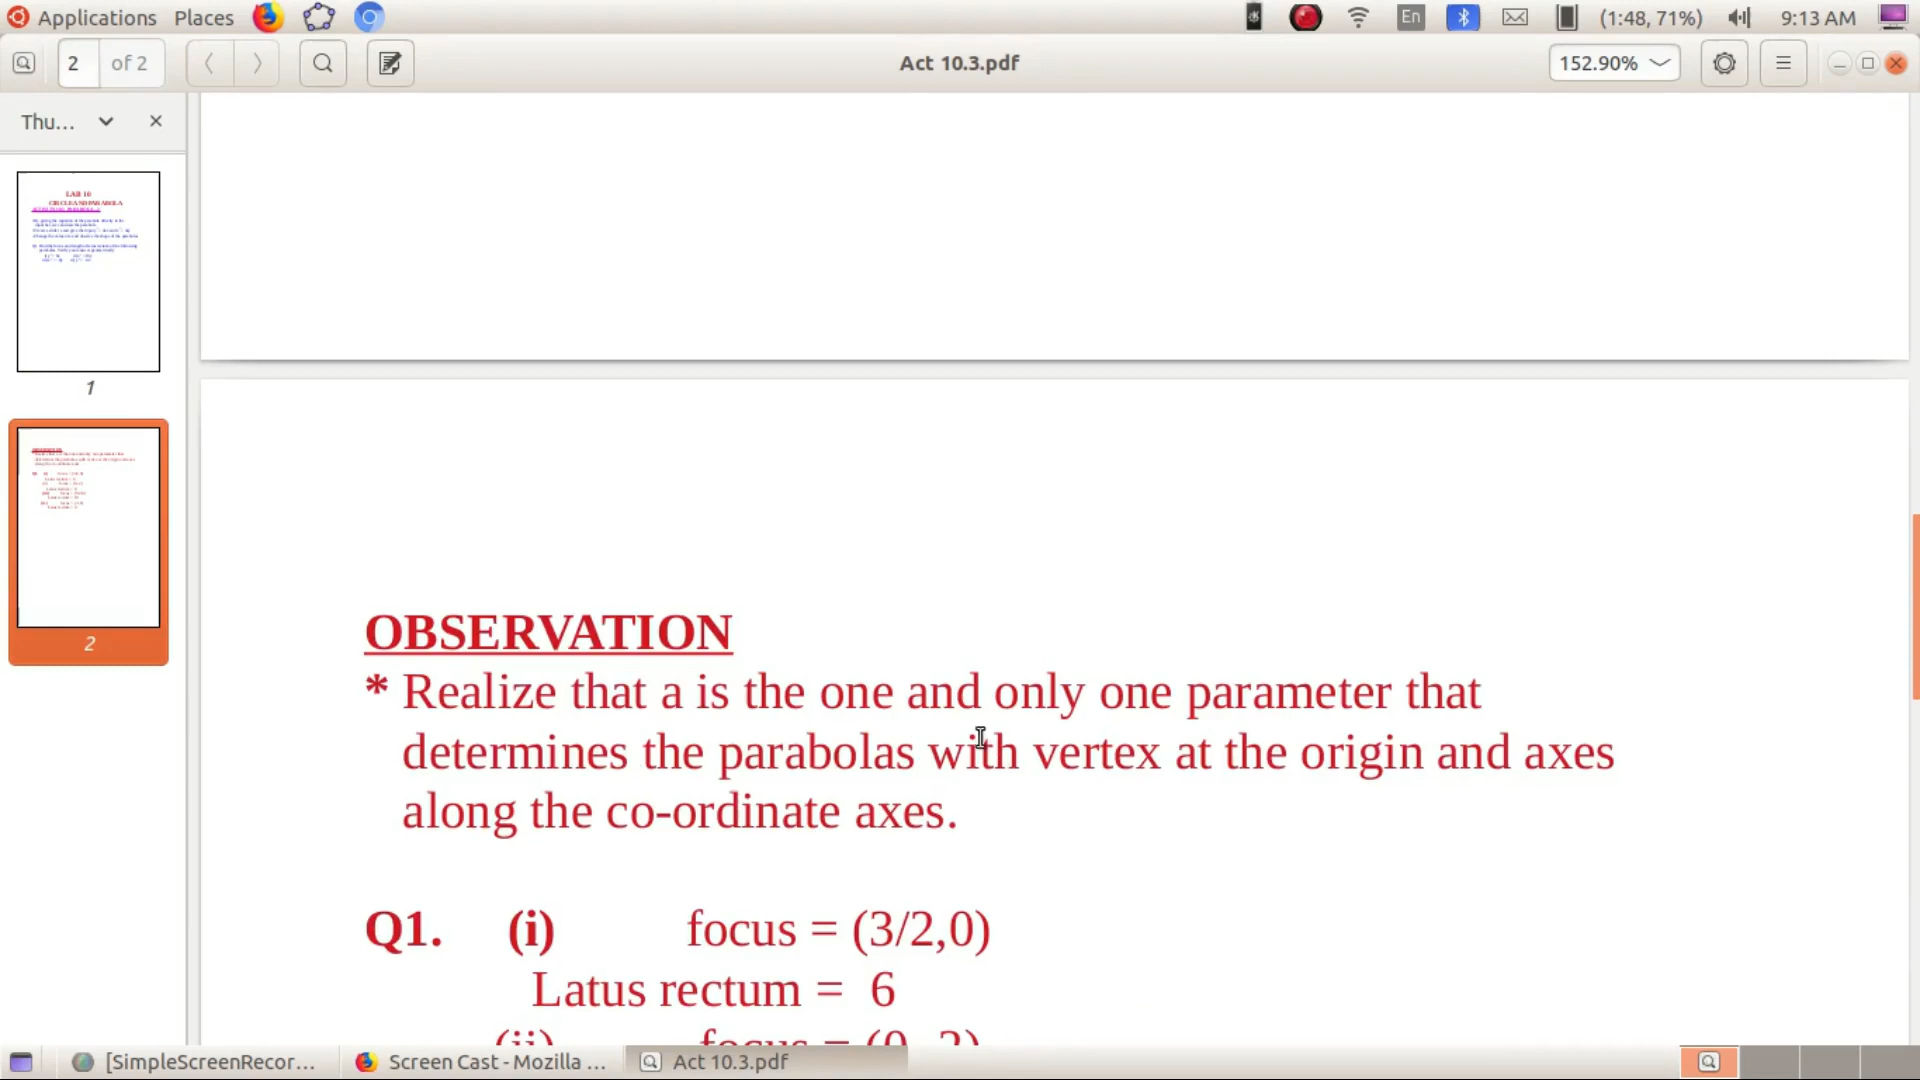 Applications Places En (1:48, 71%) 9:13 AM
2 of 2 Act 10.3.pdf 152.90%
Thu...
LAB 10
1
2
OBSERVATION
* Realize that a is the one and only one parameter that
determines the parabolas with vertex at the origin and axes
along the co-ordinate axes.
Q1. (i) focus = (3/2,0)
Latus rectum = 6
[SimpleScreenRecor... Screen Cast - Mozilla ... Act 10.3.pdf